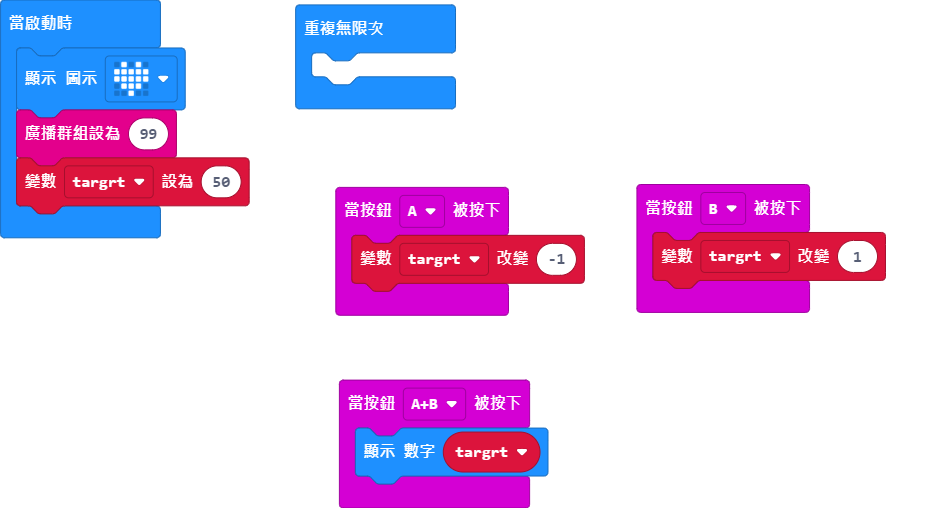 當啟動時
顯示 圖示
廣播群組設為 99
變數 targrt 設為 50
重複無限次
當按鈕 A 被按下
變數 targrt 改變 -1
當按鈕 B 被按下
變數 targrt 改變 1
當按鈕 A+B 被按下
顯示 數字 targrt